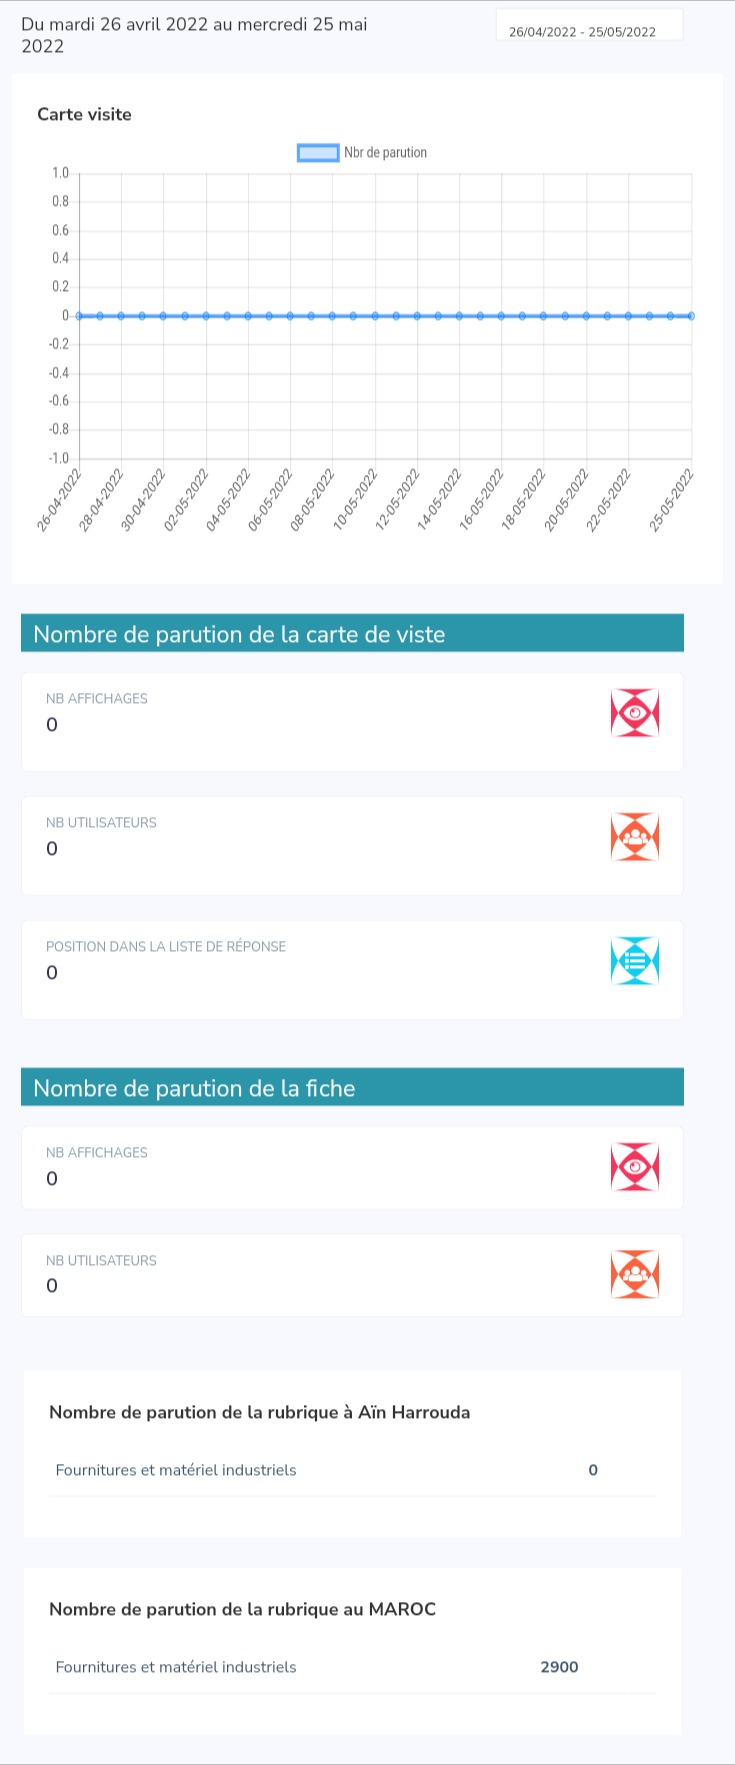 Du mardi 26 avril 2022 au mercredi 25 mai
2022
26/04/2022 - 25/05/2022
Carte visite
Nbr de parution
1.0
0.8
0.6
0.4
0.2
0
-0.2
-0.4
-0.6
-0.8
-1.0
26-04-2022
28-04-2022
30-04-2022
02-05-2022
04-05-2022
06-05-2022
08-05-2022
10-05-2022
12-05-2022
14-05-2022
16-05-2022
18-05-2022
20-05-2022
22-05-2022
25-05-2022
Nombre de parution de la carte de viste
NB AFFICHAGES
0
NB UTILISATEURS
0
POSITION DANS LA LISTE DE RÉPONSE
0
Nombre de parution de la fiche
NB AFFICHAGES
0
NB UTILISATEURS
0
Nombre de parution de la rubrique à Aïn Harrouda
Fournitures et matériel industriels 0
Nombre de parution de la rubrique au MAROC
Fournitures et matériel industriels 2900